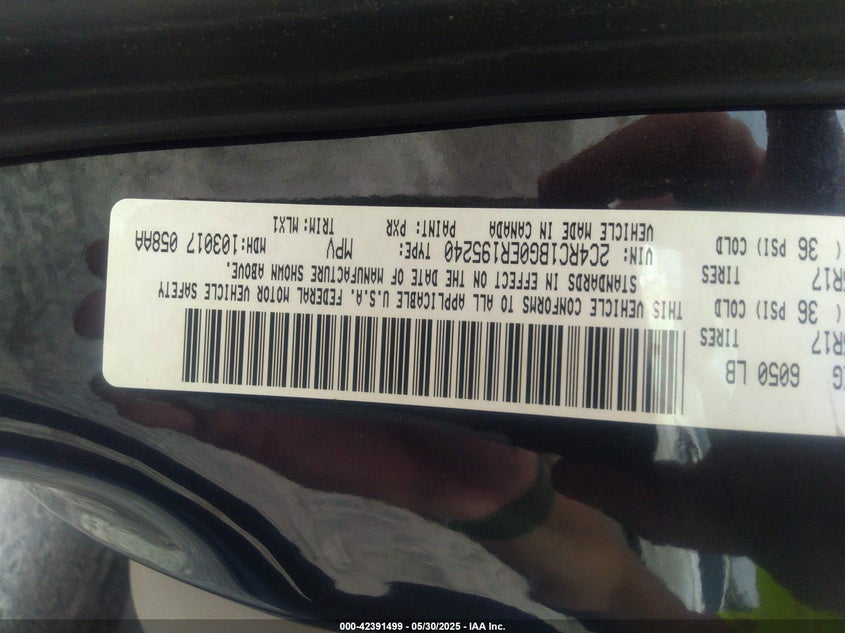 6050 LB
R17 TIRES
( 36 PSI) COLD
R17 TIRES
( 36 PSI) COLD
THIS VEHICLE CONFORMS TO ALL APPLICABLE U.S.A. FEDERAL MOTOR VEHICLE SAFETY
STANDARDS IN EFFECT ON THE DATE OF MANUFACTURE SHOWN ABOVE.
VIN: 2C4RC1BG0ER195240 TYPE: MPV MDH:103017 058AA
VEHICLE MADE IN CANADA PAINT: PXR TRIM: MLX1
000-42391499 - 05/30/2025 - IAA Inc.